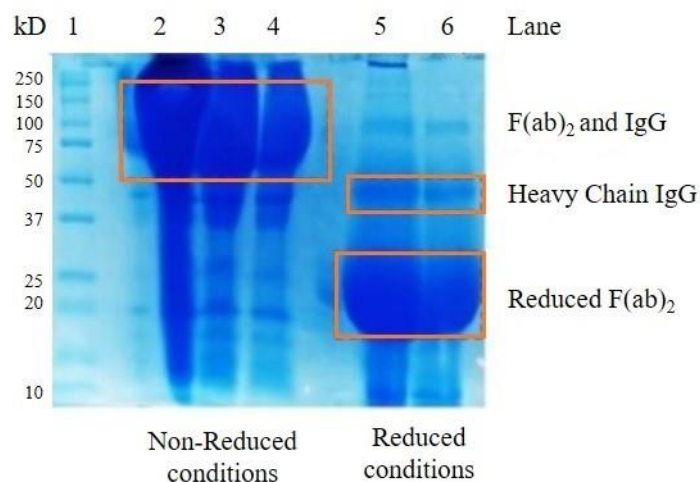 kD 1 2 3 4 5 6 Lane
250
150
100
75
50
37
25
20
10
F(ab)₂ and IgG
Heavy Chain IgG
Reduced F(ab)₂
Non-Reduced
conditions
Reduced
conditions